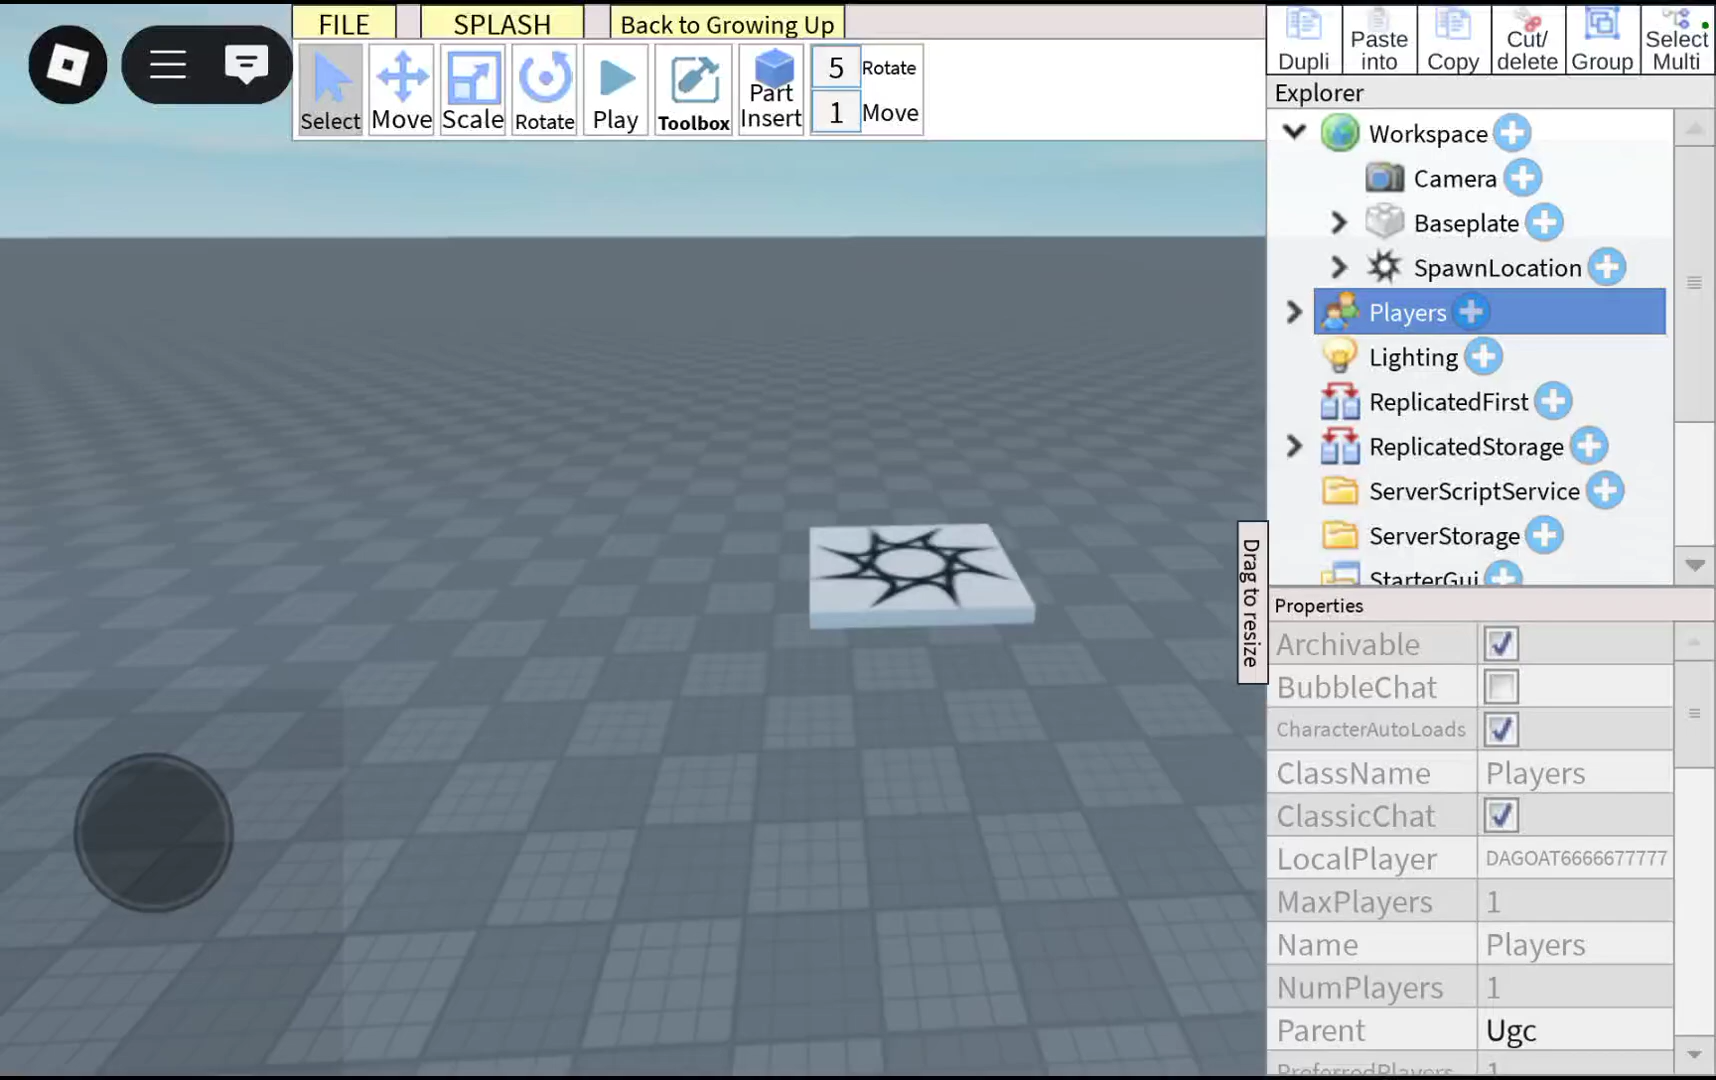 FILE
SPLASH
Back to Growing Up
Select
Move
Scale
Rotate
Play
Toolbox
Part
Insert
5 Rotate
1 Move
Dupli
Paste
into
Copy
Cut/
delete
Group
Select
Multi
Explorer
Workspace
Camera
Baseplate
SpawnLocation
Players
Lighting
ReplicatedFirst
ReplicatedStorage
ServerScriptService
ServerStorage
StarterGui
Drag to resize
Properties
Archivable
BubbleChat
CharacterAutoLoads
ClassName Players
ClassicChat
LocalPlayer DAGOAT6666677777
MaxPlayers 1
Name Players
NumPlayers 1
Parent Ugc
PreferredPlayers 1